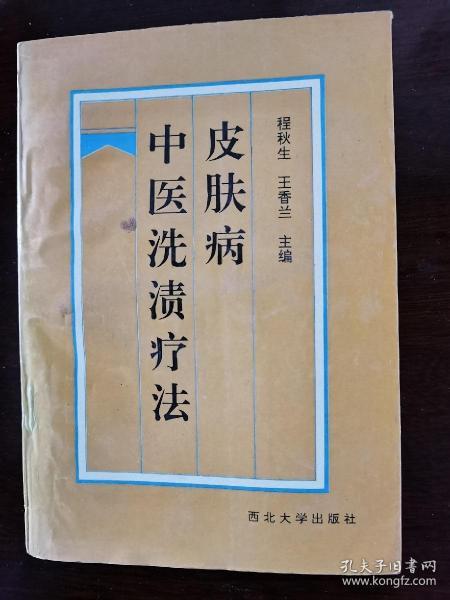 程秋生 王香兰 主编
皮肤病
中医洗渍疗法
西北大学出版社
孔夫子旧书网
www.kongfz.com